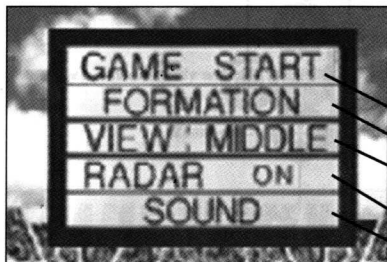 GAME START
FORMATION
VIEW : MIDDLE
RADAR ON
SOUND